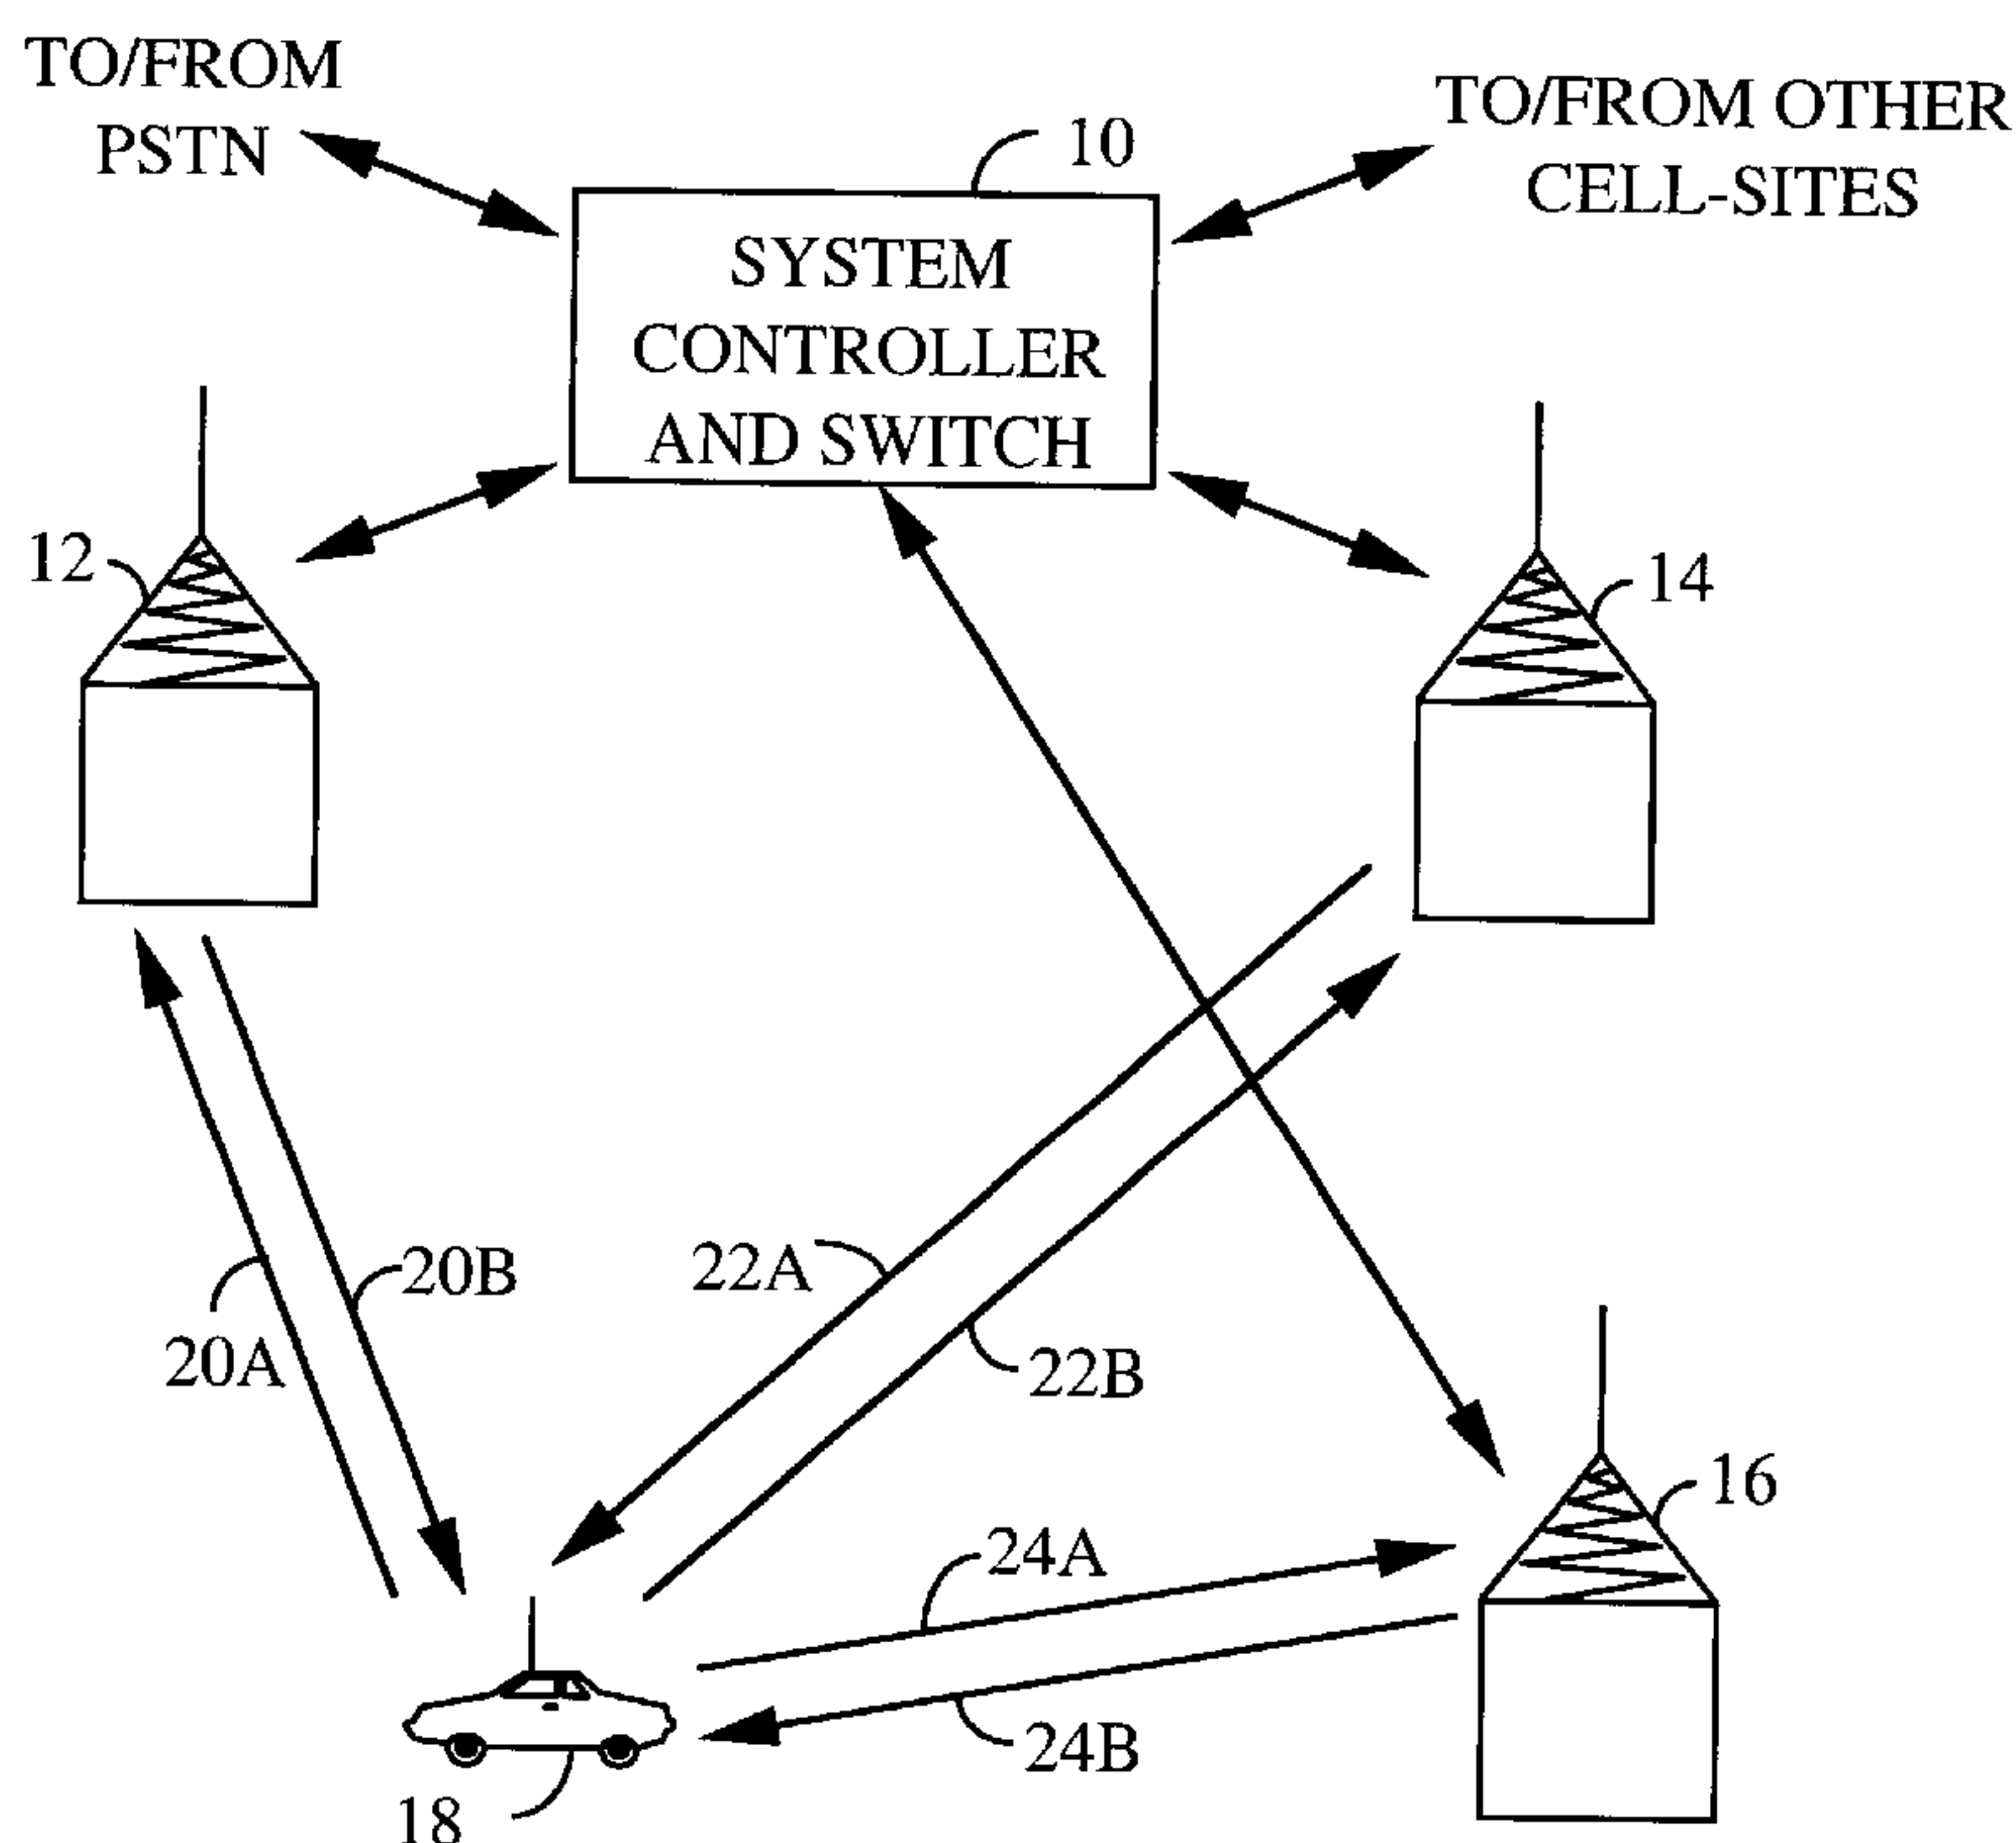 TO/FROM
PSTN
10
TO/FROM OTHER
CELL-SITES
SYSTEM
CONTROLLER
AND SWITCH
12
14
20B
20A
22A
22B
16
24A
24B
18